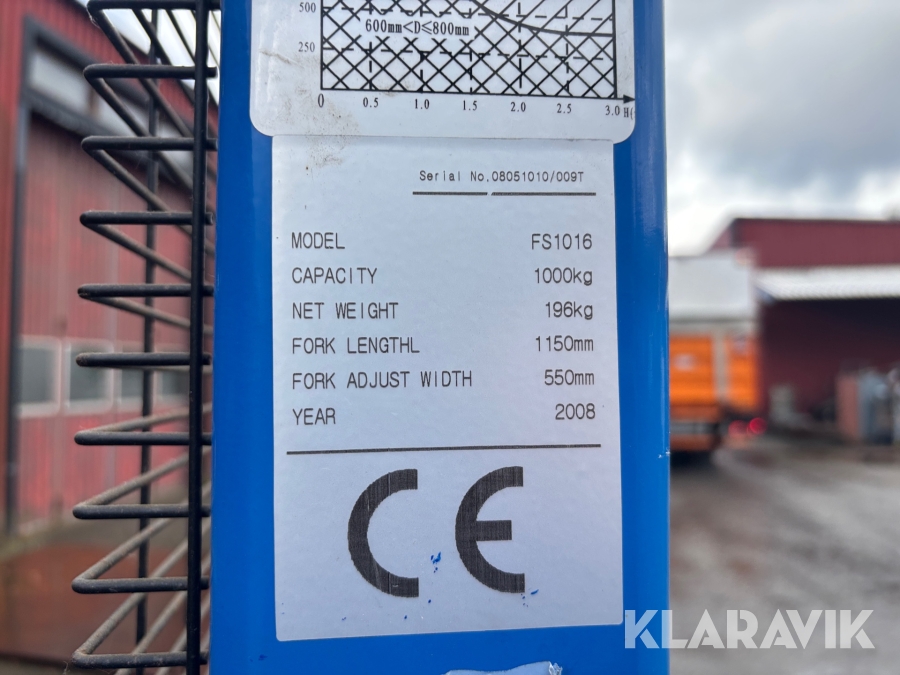 500
600mm<D≤800mm
250
0 0.5 1.0 1.5 2.0 2.5 3.0 H(
Serial No.08051010/009T
MODEL FS1016
CAPACITY 1000kg
NET WEIGHT 196kg
FORK LENGTHL 1150mm
FORK ADJUST WIDTH 550mm
YEAR 2008
CE
KLARAVIK